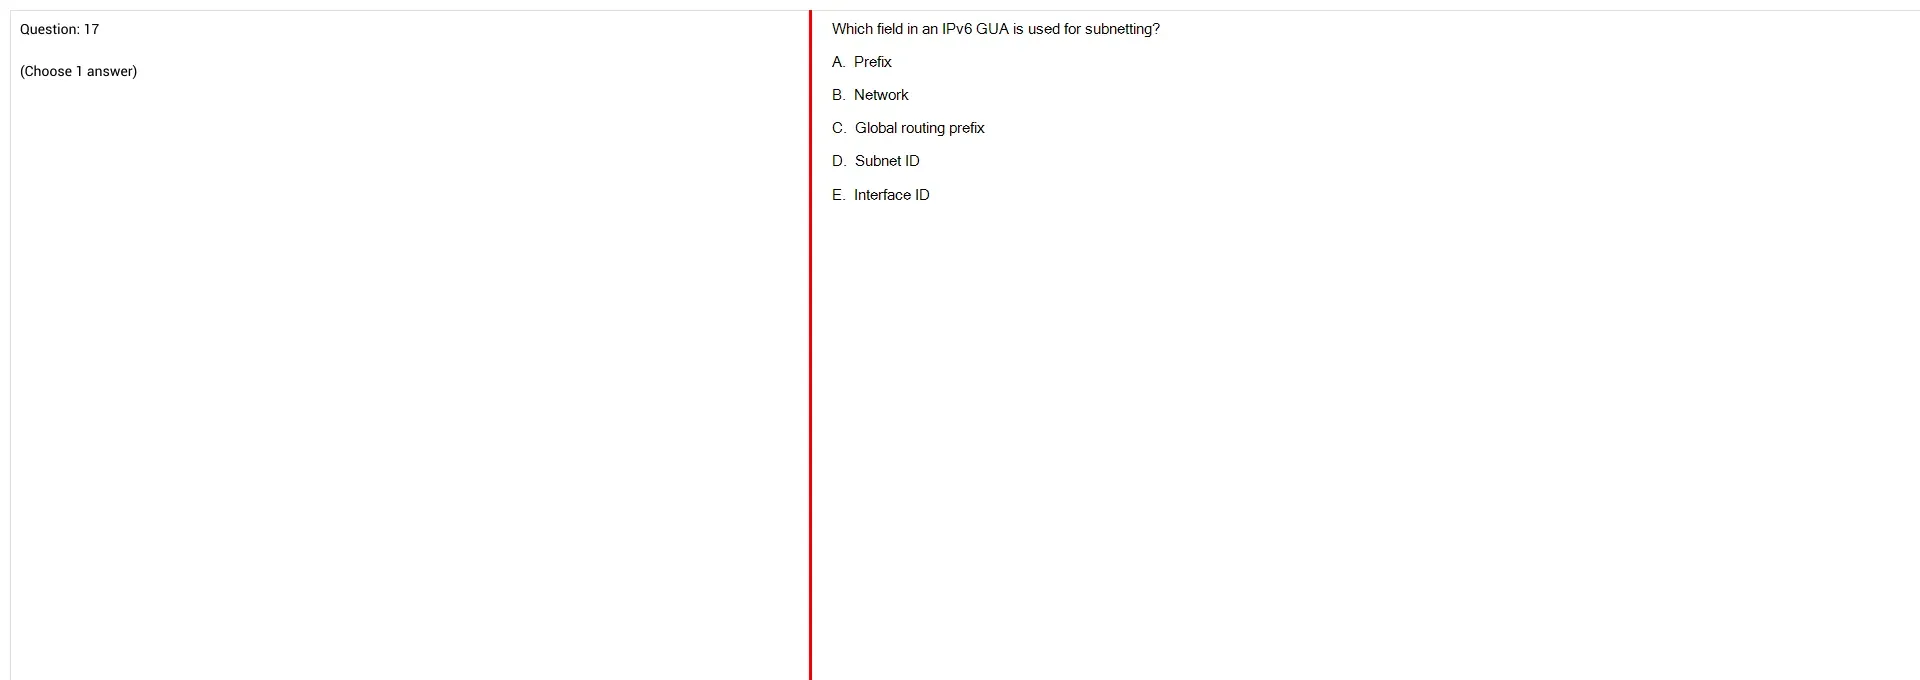 Question: 17
(Choose 1 answer)
Which field in an IPv6 GUA is used for subnetting?
A. Prefix
B. Network
C. Global routing prefix
D. Subnet ID
E. Interface ID